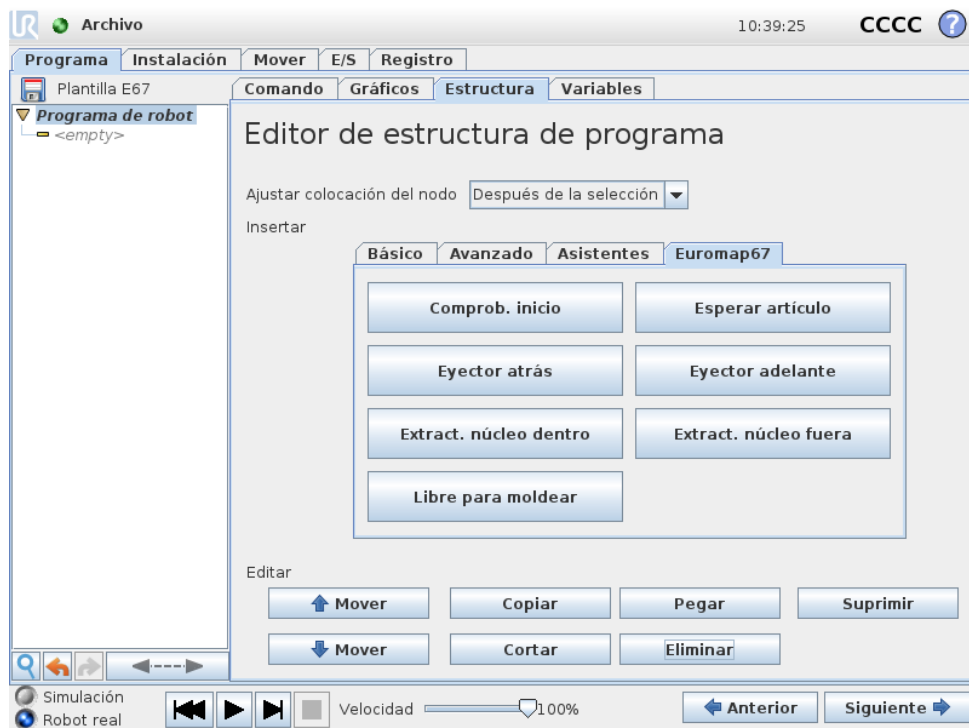 UR Archivo 10:39:25 CCCC ?
Programa Instalación Mover E/S Registro
Plantilla E67 Comando Gráficos Estructura Variables
Programa de robot
<empty>
Editor de estructura de programa
Ajustar colocación del nodo Después de la selección
Insertar
Básico Avanzado Asistentes Euromap67
Comprob. inicio Esperar artículo
Eyector atrás Eyector adelante
Extract. núcleo dentro Extract. núcleo fuera
Libre para moldear
Editar
Mover Copiar Pegar Suprimir
Mover Cortar Eliminar
Simulación
Robot real
Velocidad 100% Anterior Siguiente